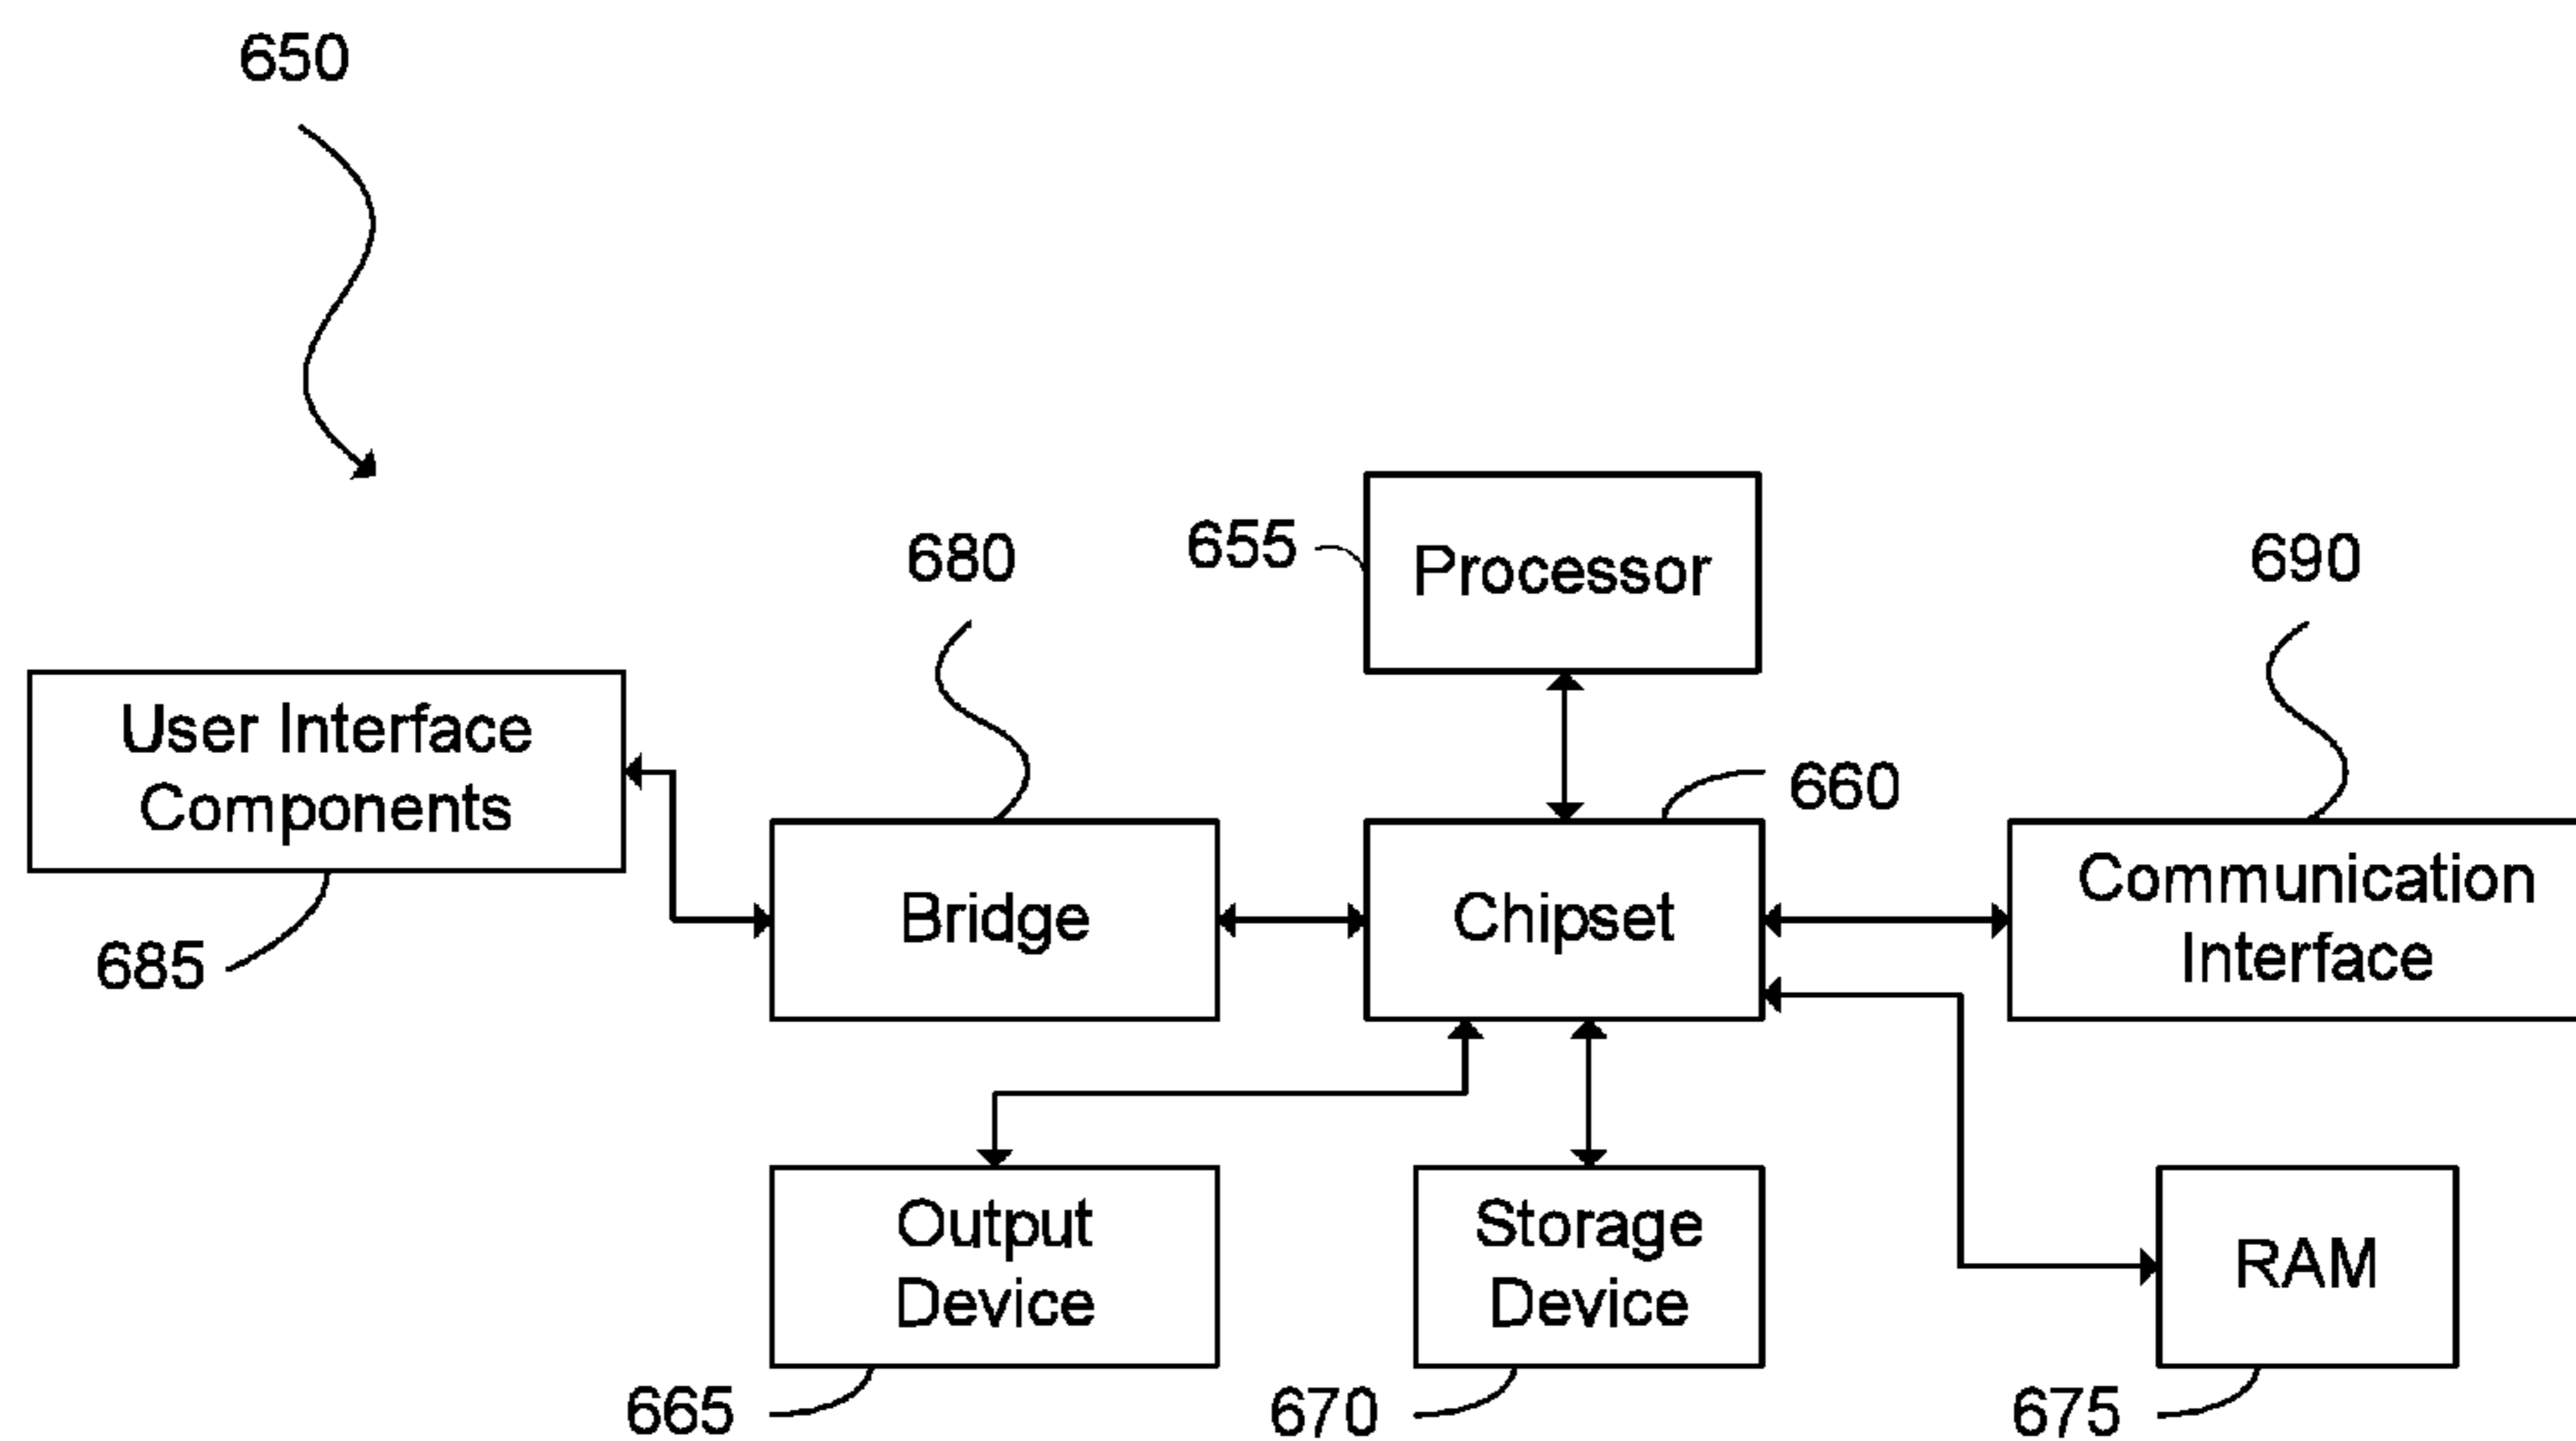 650
680
655
Processor
690
User Interface
Components
660
685
Bridge
Chipset
Communication
Interface
Output
Device
Storage
Device
RAM
665
670
675